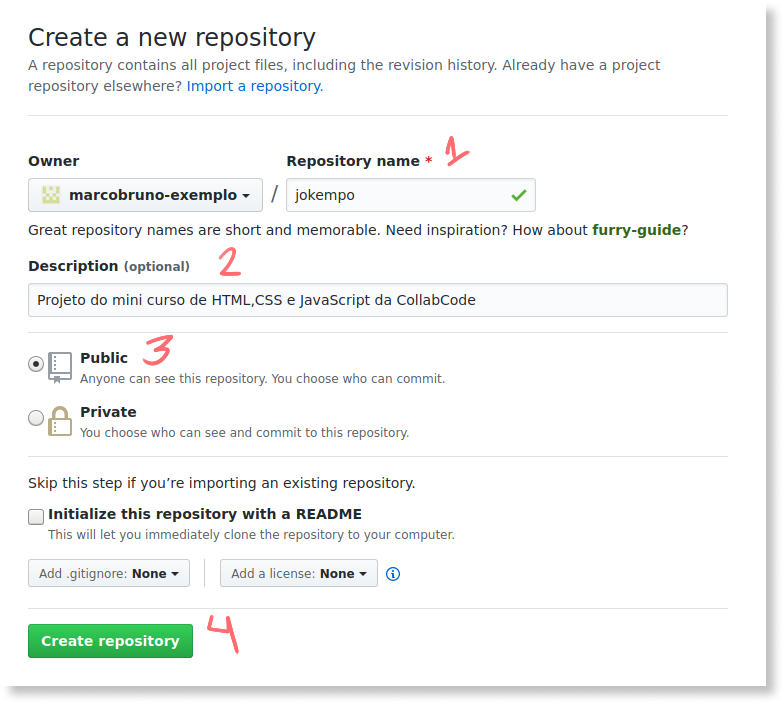 Create a new repository
A repository contains all project files, including the revision history. Already have a project
repository elsewhere? Import a repository.
1
Owner
Repository name *
marcobruno-exemplo / jokempo
Great repository names are short and memorable. Need inspiration? How about furry-guide?
Description (optional) 2
Projeto do mini curso de HTML,CSS e JavaScript da CollabCode
Public 3
Anyone can see this repository. You choose who can commit.
Private
You choose who can see and commit to this repository.
Skip this step if you’re importing an existing repository.
Initialize this repository with a README
This will let you immediately clone the repository to your computer.
Add .gitignore: None
Add a license: None
Create repository 4